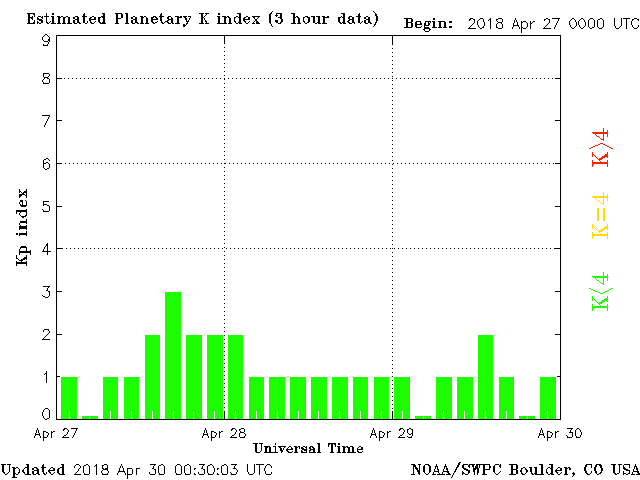 Estimated Planetary K index (3 hour data)
Begin: 2018 Apr 27 0000 UTC
9
8
7
6
5
4
3
2
1
0
Kp index
K>4
K=4
K<4
Apr 27
Apr 28
Apr 29
Apr 30
Universal Time
Updated 2018 Apr 30 00:30:03 UTC
NOAA/SWPC Boulder, CO USA